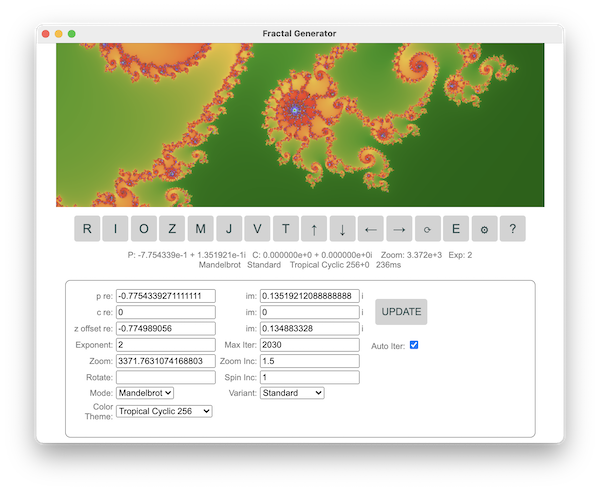 Fractal Generator
R I O Z M J V T ↑ ↓ ← → ⟳ E ⚙ ?
P: -7.754339e-1 + 1.351921e-1i C: 0.000000e+0 + 0.000000e+0i Zoom: 3.372e+3 Exp: 2
Mandelbrot Standard Tropical Cyclic 256+0 236ms
p re: -0.7754339271111111 im: 0.13519212088888888 i
c re: 0 im: 0 i
UPDATE
z offset re: -0.774989056 im: 0.134883328 i
Exponent: 2 Max Iter: 2030
Auto Iter:
Zoom: 3371.7631074168803 Zoom Inc: 1.5
Rotate: Spin Inc: 1
Mode: Mandelbrot Variant: Standard
Color Theme: Tropical Cyclic 256